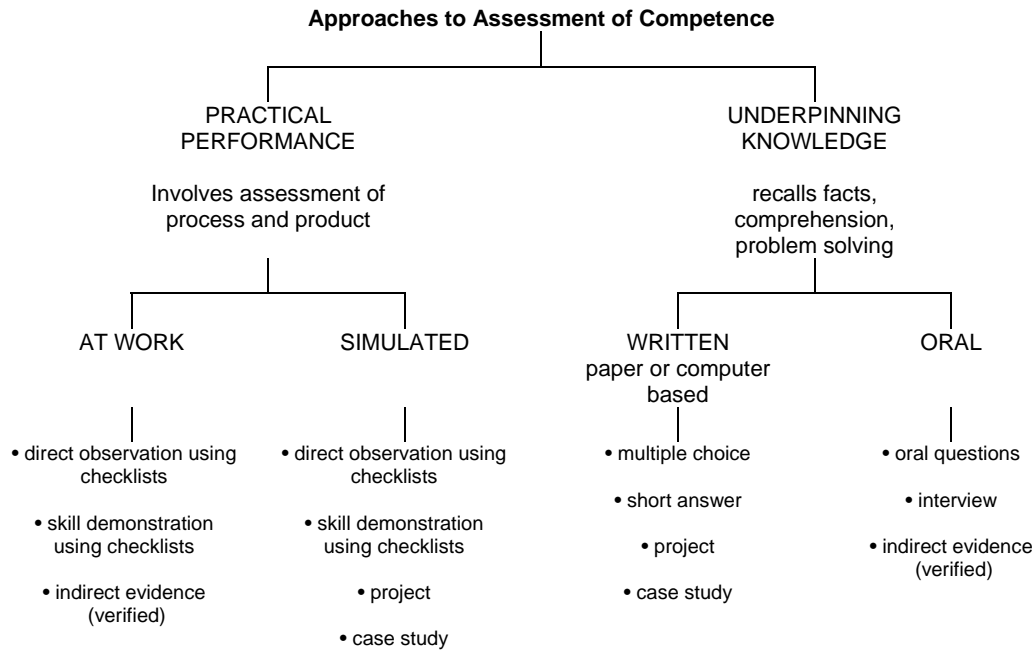 Approaches to Assessment of Competence
PRACTICAL
PERFORMANCE
Involves assessment of
process and product
UNDERPINNING
KNOWLEDGE
recalls facts,
comprehension,
problem solving
AT WORK
• direct observation using
checklists
• skill demonstration
using checklists
• indirect evidence
(verified)
SIMULATED
• direct observation using
checklists
• skill demonstration
using checklists
• project
• case study
WRITTEN
paper or computer
based
• multiple choice
• short answer
• project
• case study
ORAL
• oral questions
• interview
• indirect evidence
(verified)